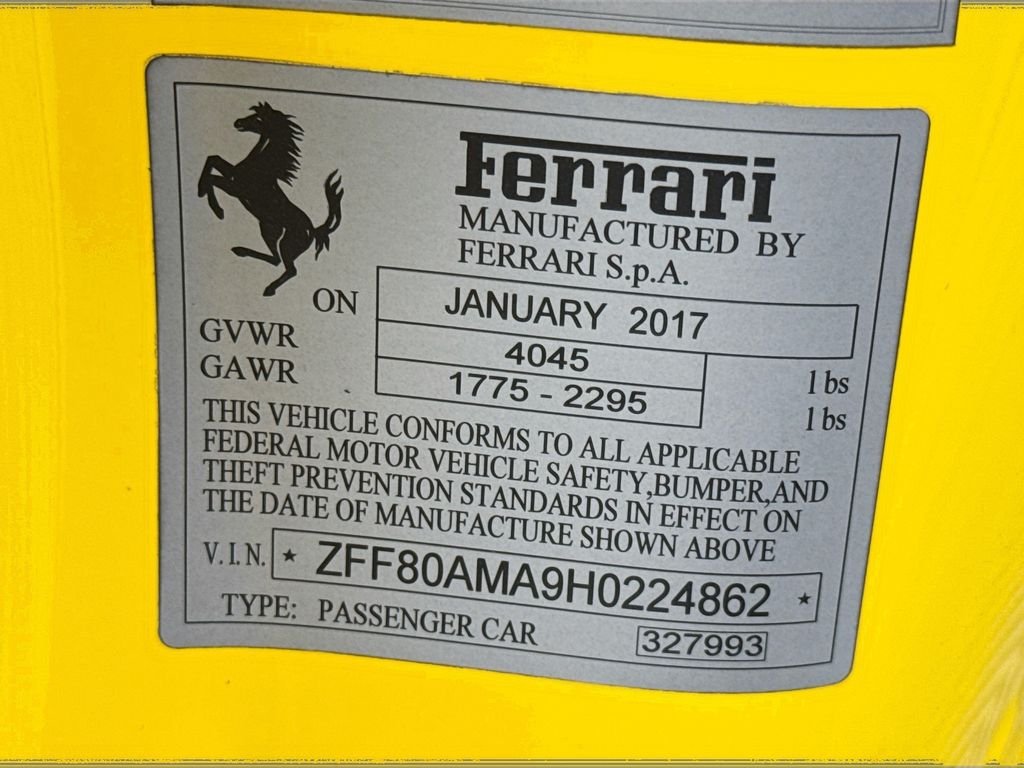 Ferrari
MANUFACTURED BY
FERRARI S.p.A.
ON JANUARY 2017
GVWR 4045 lbs
GAWR 1775 - 2295 lbs
THIS VEHICLE CONFORMS TO ALL APPLICABLE
FEDERAL MOTOR VEHICLE SAFETY,BUMPER,AND
THEFT PREVENTION STANDARDS IN EFFECT ON
THE DATE OF MANUFACTURE SHOWN ABOVE
V.I.N. ★ ZFF80AMA9H0224862 ★
TYPE: PASSENGER CAR 327993